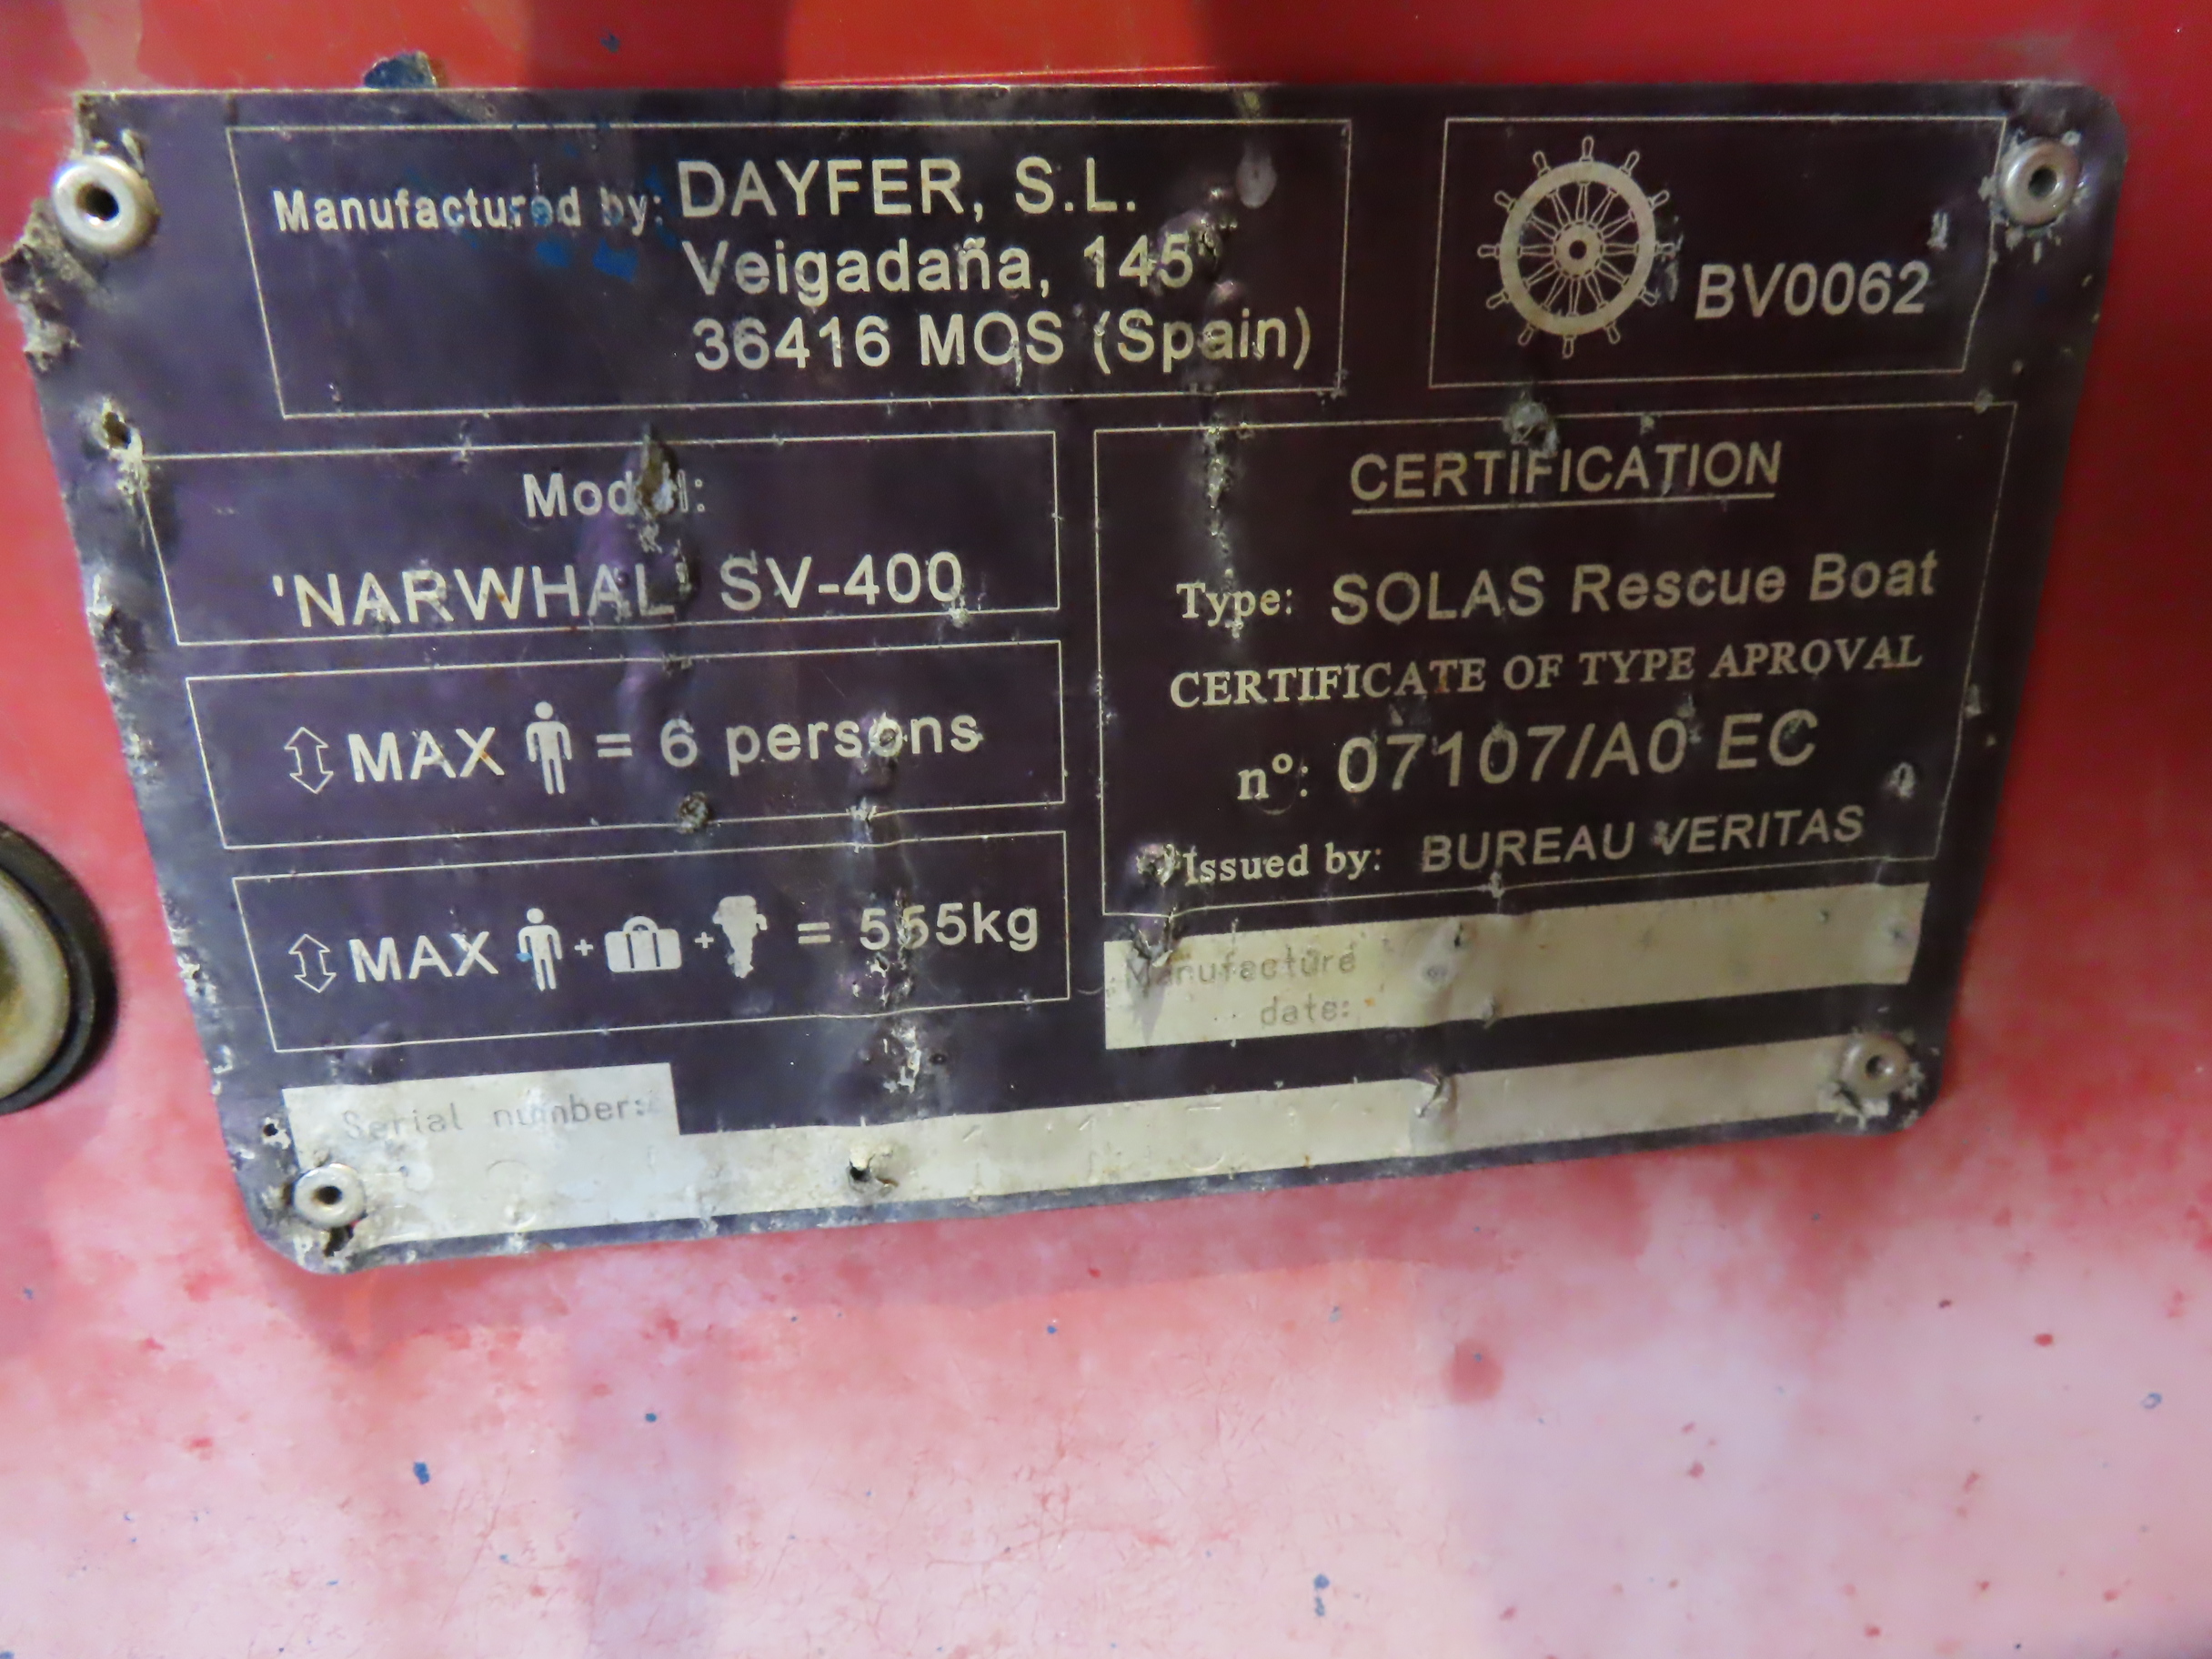 Manufactured by: DAYFER, S.L.
Veigadaña, 145
36416 MOS (Spain)
BV0062
Model:
'NARWHAL' SV-400
MAX = 6 persons
MAX + + = 555kg
CERTIFICATION
Type: SOLAS Rescue Boat
CERTIFICATE OF TYPE APROVAL
nº: 07107/A0 EC
Issued by: BUREAU VERITAS
Manufacture
date:
Serial number: